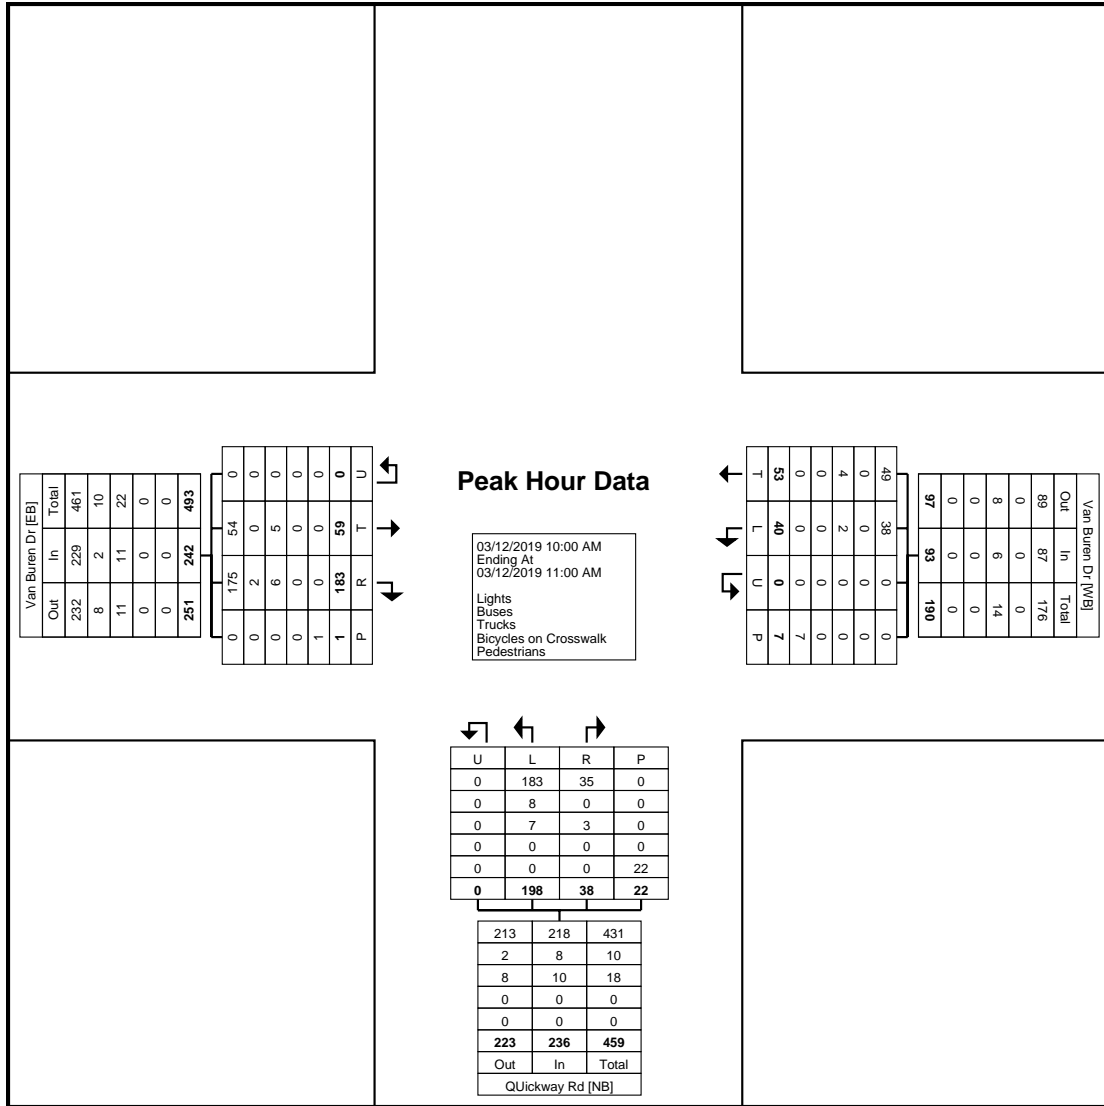 Van Buren Dr [EB]
Out In Total
232 229 461
8 2 10
11 11 22
0 0 0
0 0 0
251 242 493
0 175 54 0
0 2 0 0
0 6 5 0
0 0 0 0
1 0 0 0
1 183 59 0
P R T U
Peak Hour Data
03/12/2019 10:00 AM
Ending At
03/12/2019 11:00 AM
Lights
Buses
Trucks
Bicycles on Crosswalk
Pedestrians
Van Buren Dr [WB]
Out In Total
89 87 176
0 0 0
8 6 14
0 0 0
0 0 0
97 93 190
49 38 0 0
0 0 0 0
4 2 0 0
0 0 0 0
0 0 0 7
53 40 0 7
T L U P
U L R P
0 183 35 0
0 8 0 0
0 7 3 0
0 0 0 0
0 0 0 22
0 198 38 22
213 218 431
2 8 10
8 10 18
0 0 0
0 0 0
223 236 459
Out In Total
QUickway Rd [NB]